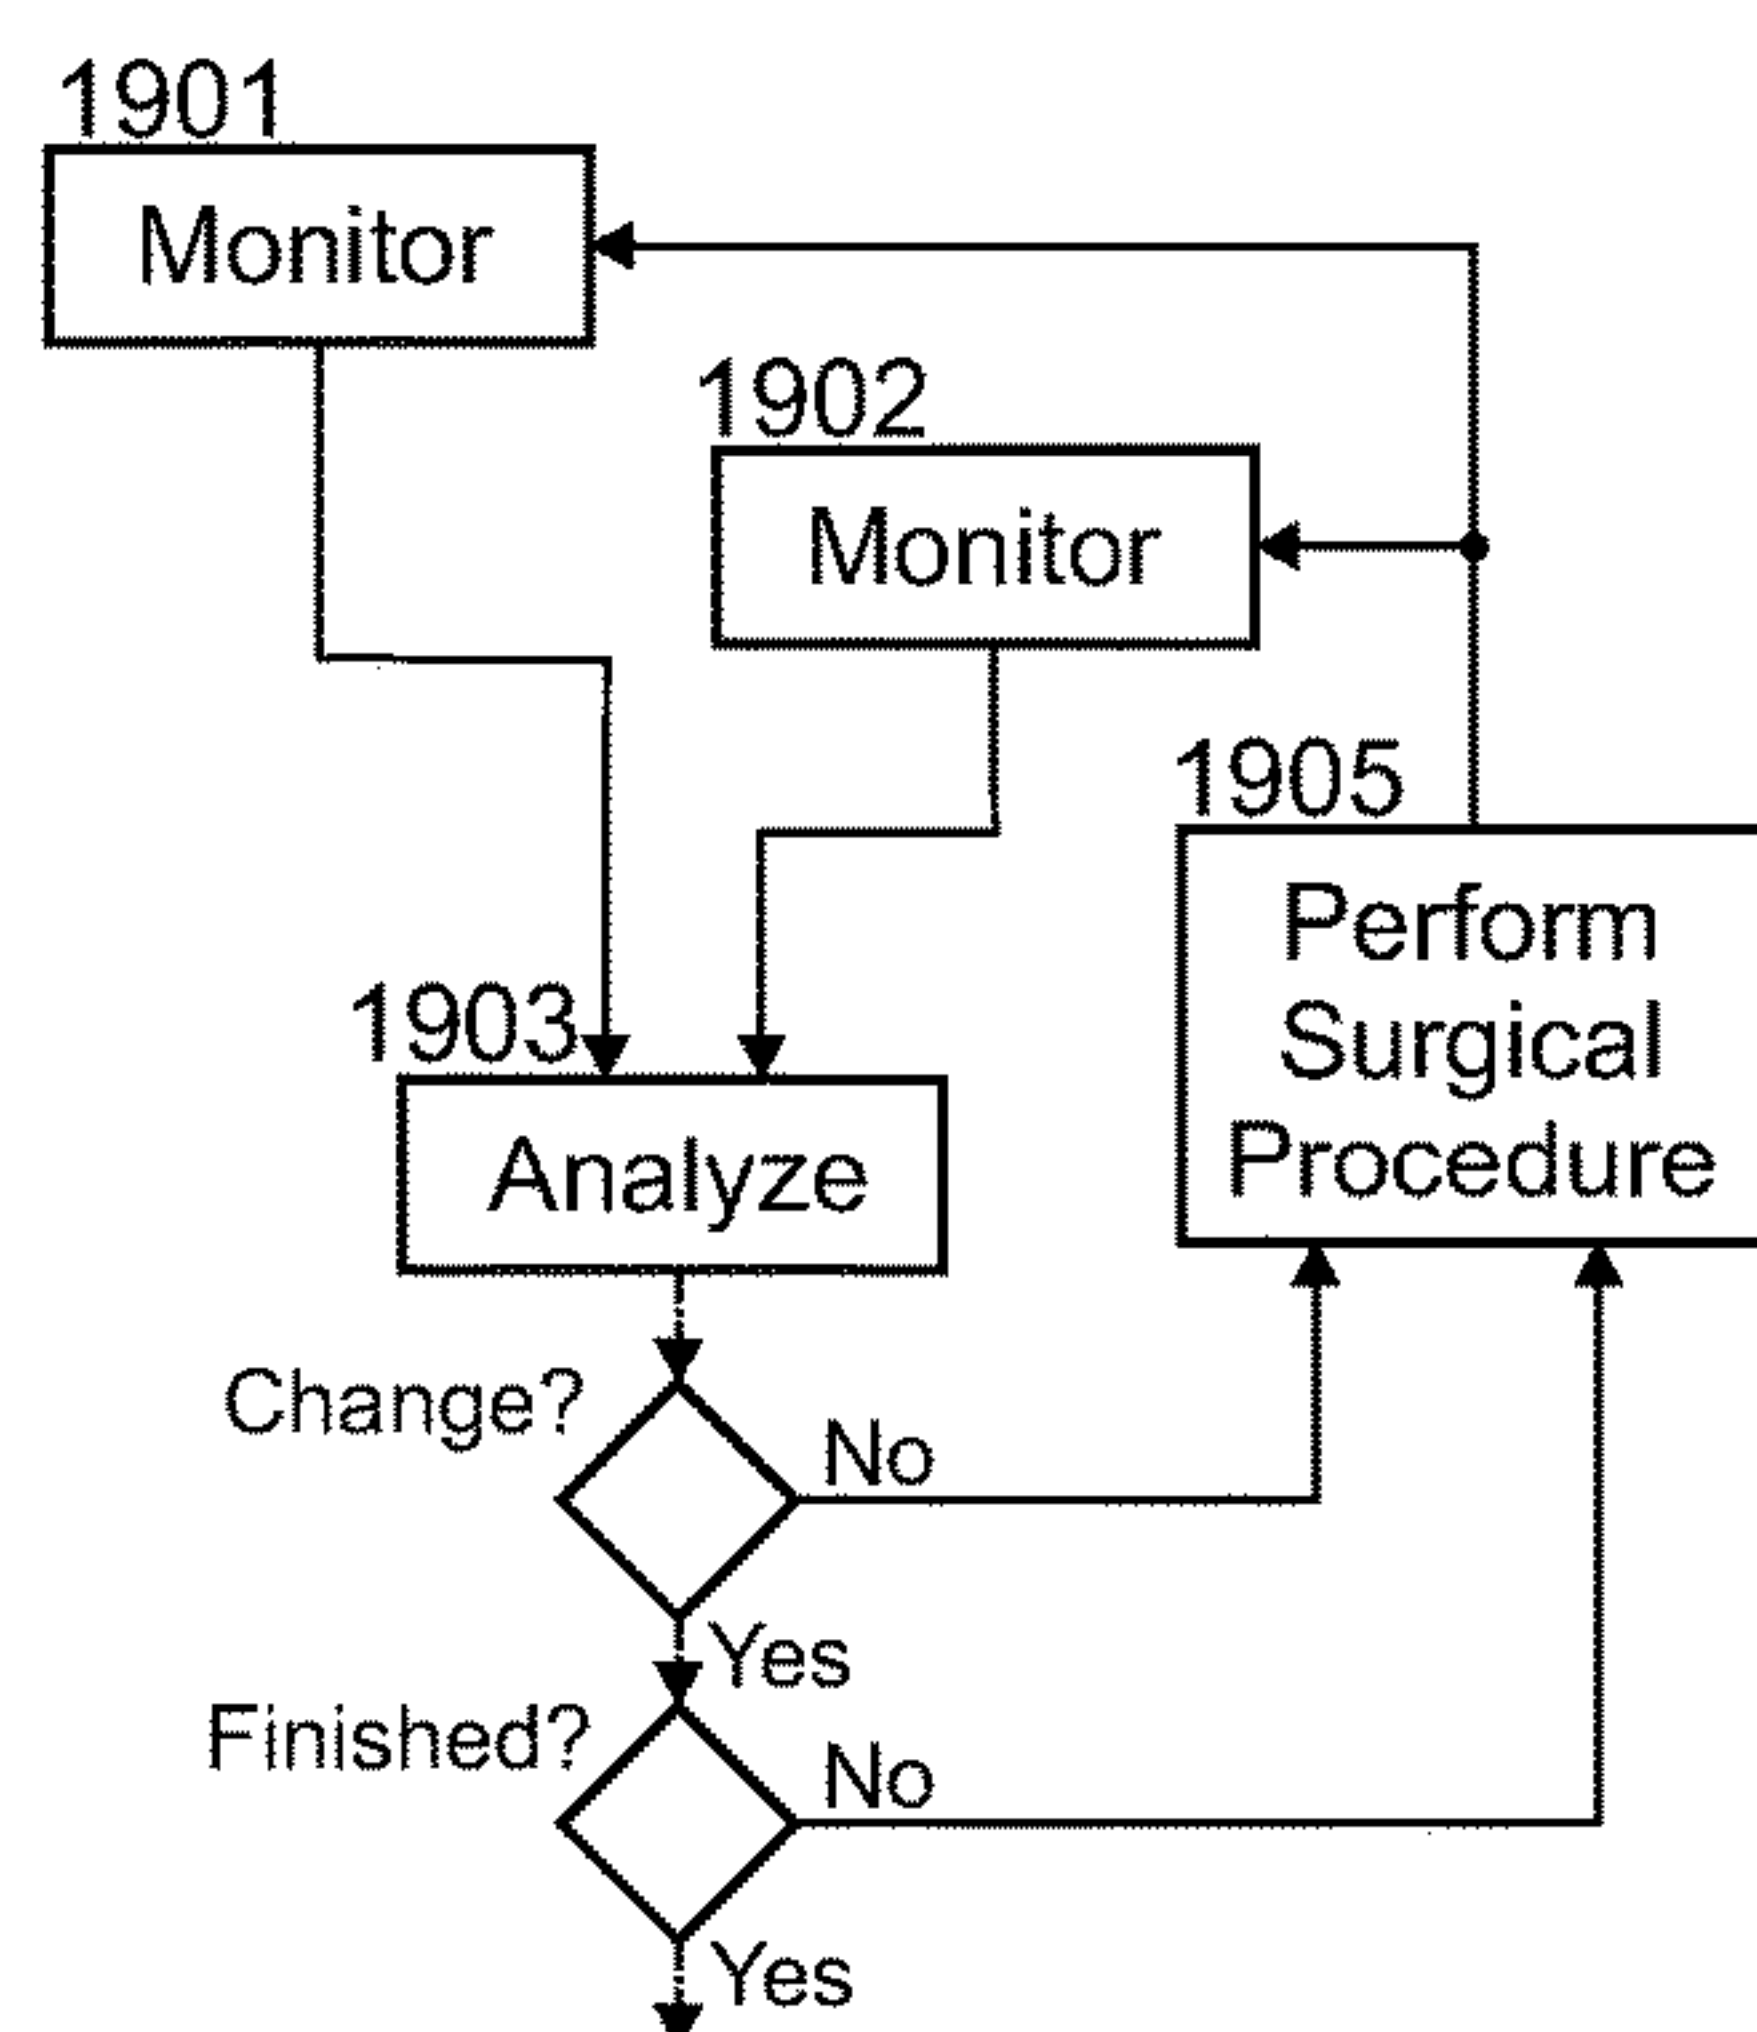 1901
Monitor
1902
Monitor
1905
Perform
Surgical
Procedure
1903
Analyze
Change?
No
Yes
Finished?
No
Yes